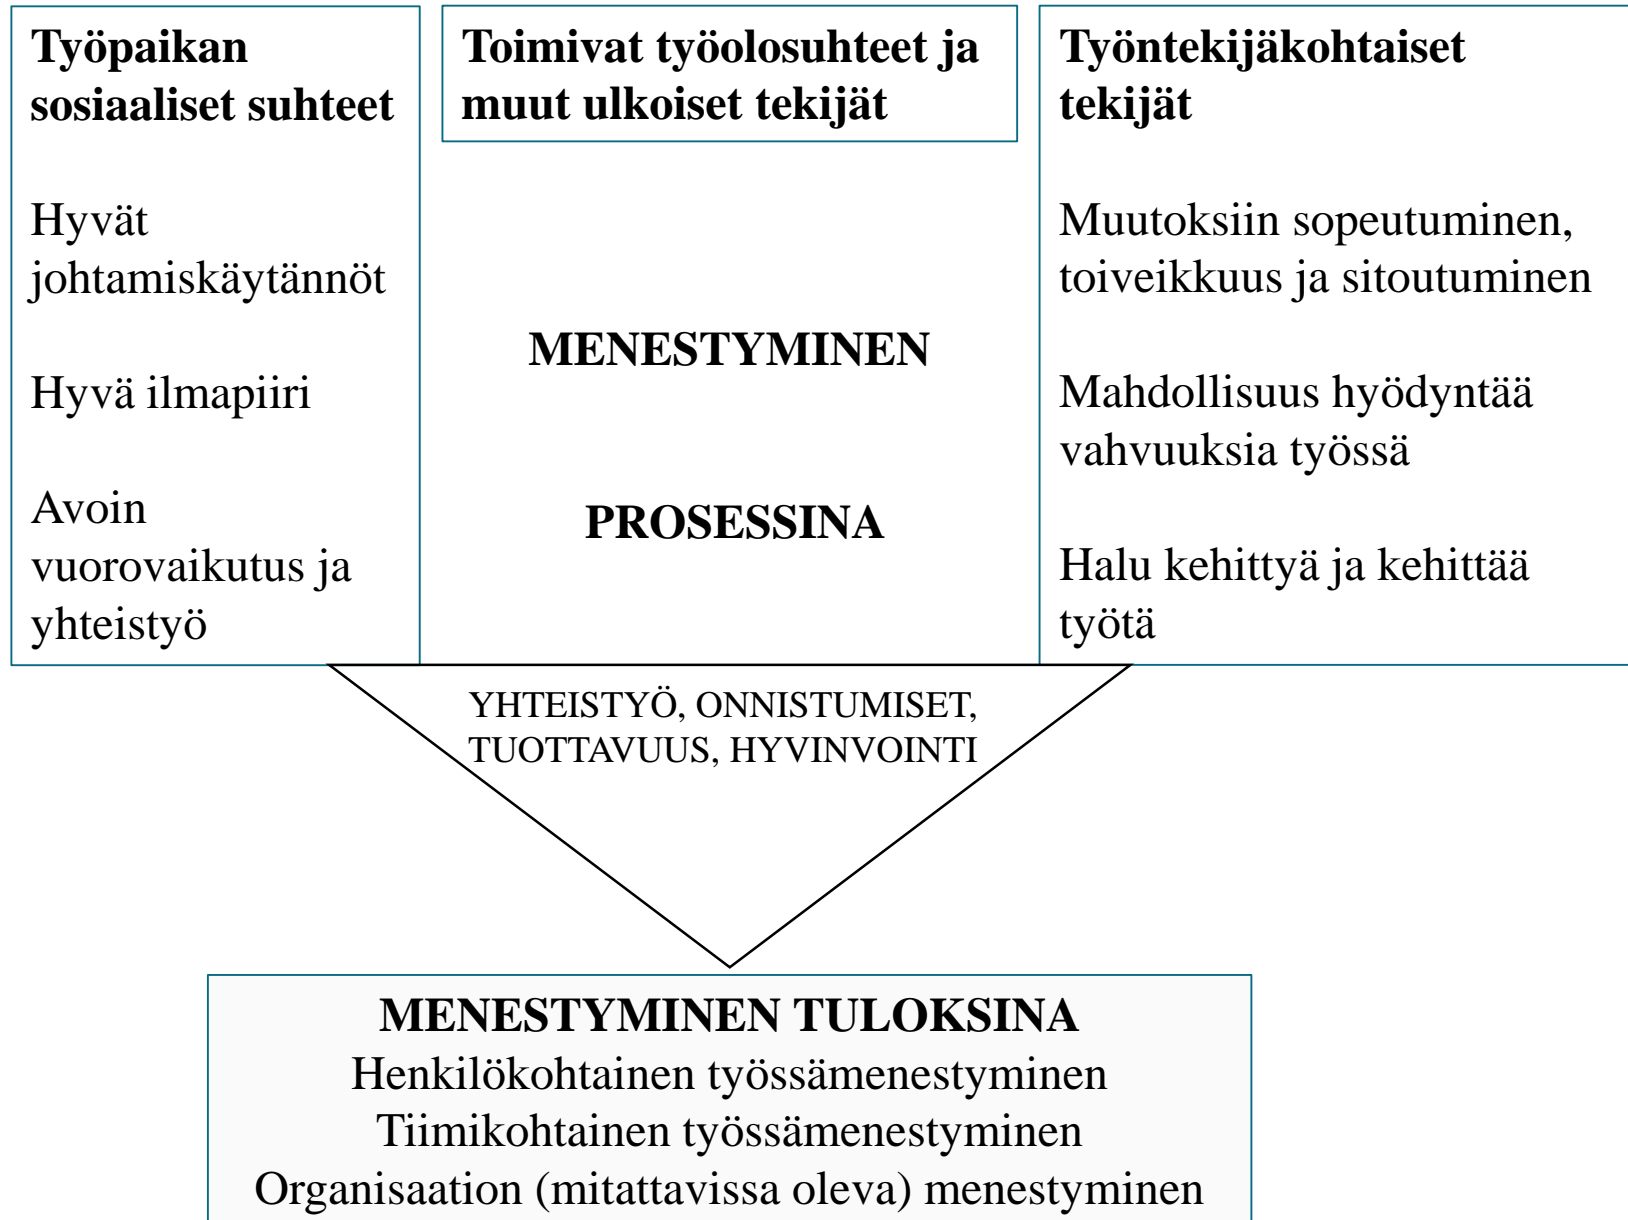 Työpaikan
sosiaaliset suhteet
Hyvät
johtamiskäytännöt
Hyvä ilmapiiri
Avoin
vuorovaikutus ja
yhteistyö
Toimivat työolosuhteet ja
muut ulkoiset tekijät
MENESTYMINEN
PROSESSINA
Työntekijäkohtaiset
tekijät
Muutoksiin sopeutuminen,
toiveikkuus ja sitoutuminen
Mahdollisuus hyödyntää
vahvuuksia työssä
Halu kehittyä ja kehittää
työtä
YHTEISTYÖ, ONNISTUMISET,
TUOTTAVUUS, HYVINVOINTI
MENESTYMINEN TULOKSINA
Henkilökohtainen työssämenestyminen
Tiimikohtainen työssämenestyminen
Organisaation (mitattavissa oleva) menestyminen